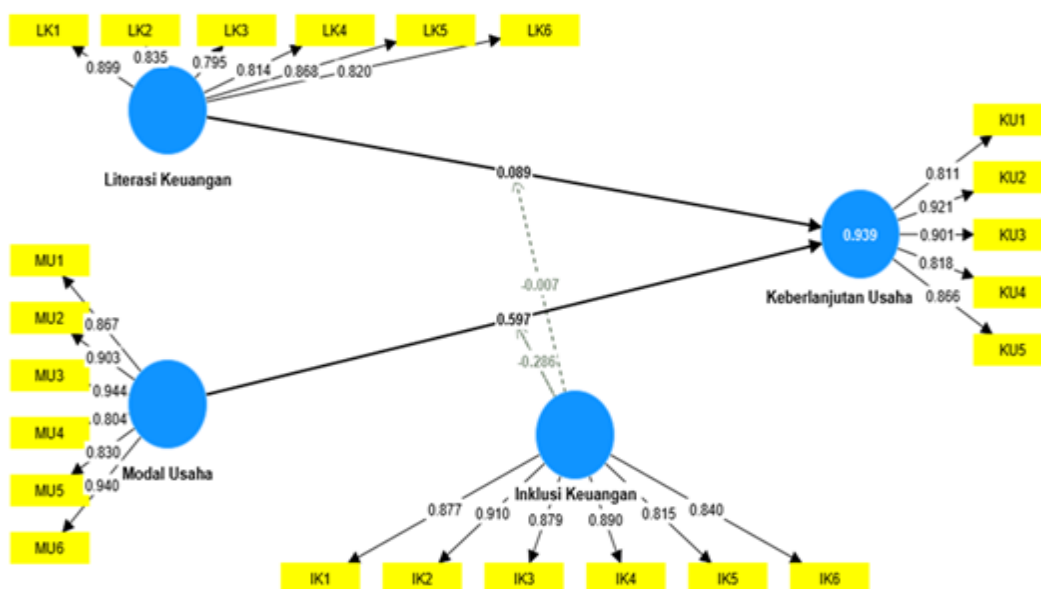 LK1 LK2 LK3 LK4 LK5 LK6
0.899 0.835 0.795 0.814 0.868 0.820
Literasi Keuangan
0.089
KU1
KU2
KU3
KU4
KU5
0.811
0.921
0.901
0.818
0.866
0.939
Keberlanjutan Usaha
MU1
MU2
MU3
MU4
MU5
MU6
0.867
0.903
0.944
0.804
0.830
0.940
Modal Usaha
-0.007
0.597
-0.286
Inklusi Keuangan
0.877 0.910 0.879 0.890 0.815 0.840
IK1 IK2 IK3 IK4 IK5 IK6